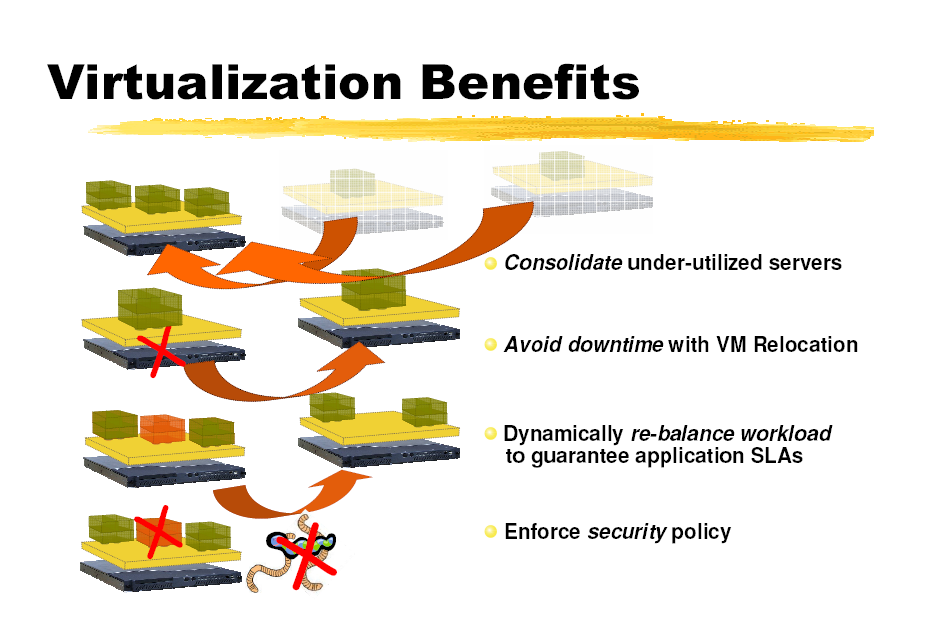 Virtualization Benefits
Consolidate under-utilized servers
Avoid downtime with VM Relocation
Dynamically re-balance workload
to guarantee application SLAs
Enforce security policy